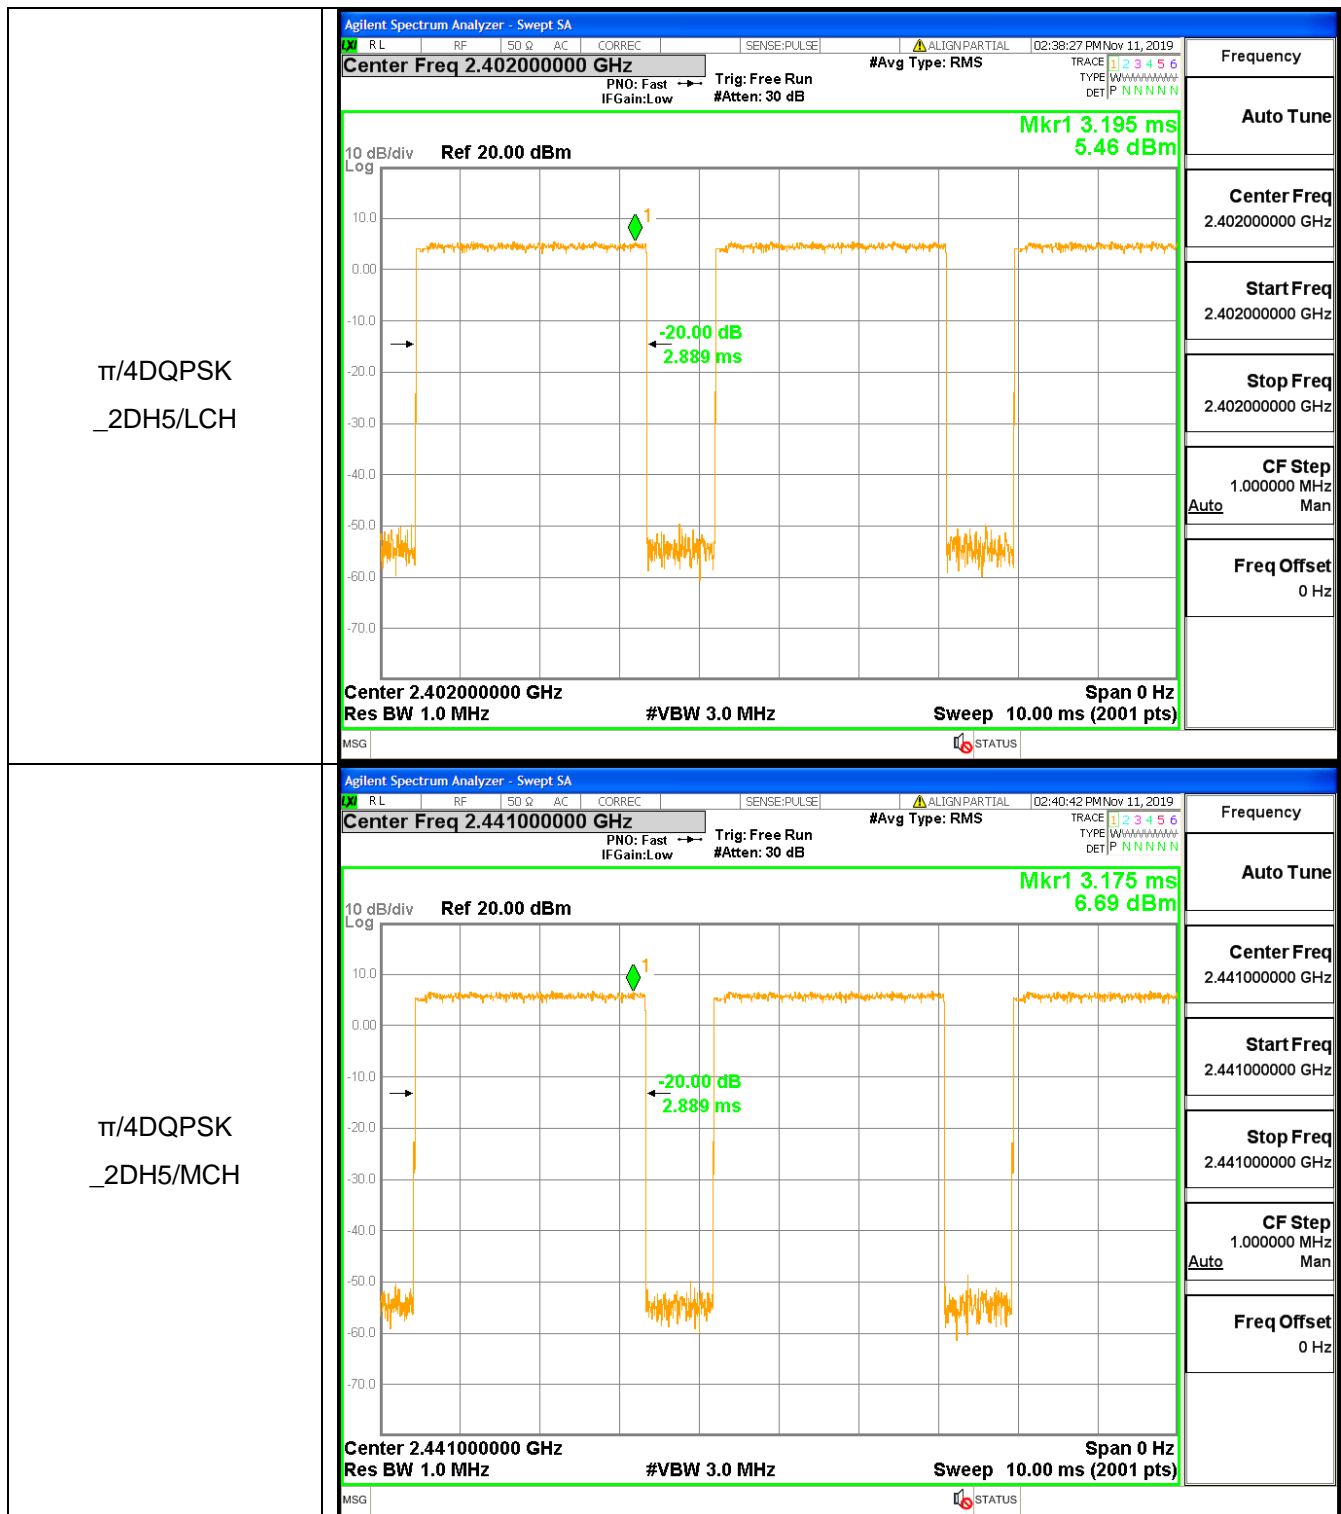 π/4DQPSK
_2DH5/LCH
Agilent Spectrum Analyzer - Swept SA
LXI RL RF 50 Ω AC CORREC SENSE:PULSE ALIGN PARTIAL 02:38:27 PM Nov 11, 2019
Center Freq 2.402000000 GHz
#Avg Type: RMS
TRACE 1 2 3 4 5 6
PNO: Fast
Trig: Free Run
TYPE
IFGain:Low
#Atten: 30 dB
DET P N N N N N
Mkr1 3.195 ms
5.46 dBm
10 dB/div
Ref 20.00 dBm
Log
10.0
1
0.00
-10.0
-20.00 dB
2.889 ms
-20.0
-30.0
-40.0
-50.0
-60.0
-70.0
Center 2.402000000 GHz
Span 0 Hz
Res BW 1.0 MHz
#VBW 3.0 MHz
Sweep 10.00 ms (2001 pts)
MSG
STATUS
Frequency
Auto Tune
Center Freq
2.402000000 GHz
Start Freq
2.402000000 GHz
Stop Freq
2.402000000 GHz
CF Step
1.000000 MHz
Auto Man
Freq Offset
0 Hz
π/4DQPSK
_2DH5/MCH
Agilent Spectrum Analyzer - Swept SA
LXI RL RF 50 Ω AC CORREC SENSE:PULSE ALIGN PARTIAL 02:40:42 PM Nov 11, 2019
Center Freq 2.441000000 GHz
#Avg Type: RMS
TRACE 1 2 3 4 5 6
PNO: Fast
Trig: Free Run
TYPE
IFGain:Low
#Atten: 30 dB
DET P N N N N N
Mkr1 3.175 ms
6.69 dBm
10 dB/div
Ref 20.00 dBm
Log
10.0
1
0.00
-10.0
-20.00 dB
2.889 ms
-20.0
-30.0
-40.0
-50.0
-60.0
-70.0
Center 2.441000000 GHz
Span 0 Hz
Res BW 1.0 MHz
#VBW 3.0 MHz
Sweep 10.00 ms (2001 pts)
MSG
STATUS
Frequency
Auto Tune
Center Freq
2.441000000 GHz
Start Freq
2.441000000 GHz
Stop Freq
2.441000000 GHz
CF Step
1.000000 MHz
Auto Man
Freq Offset
0 Hz